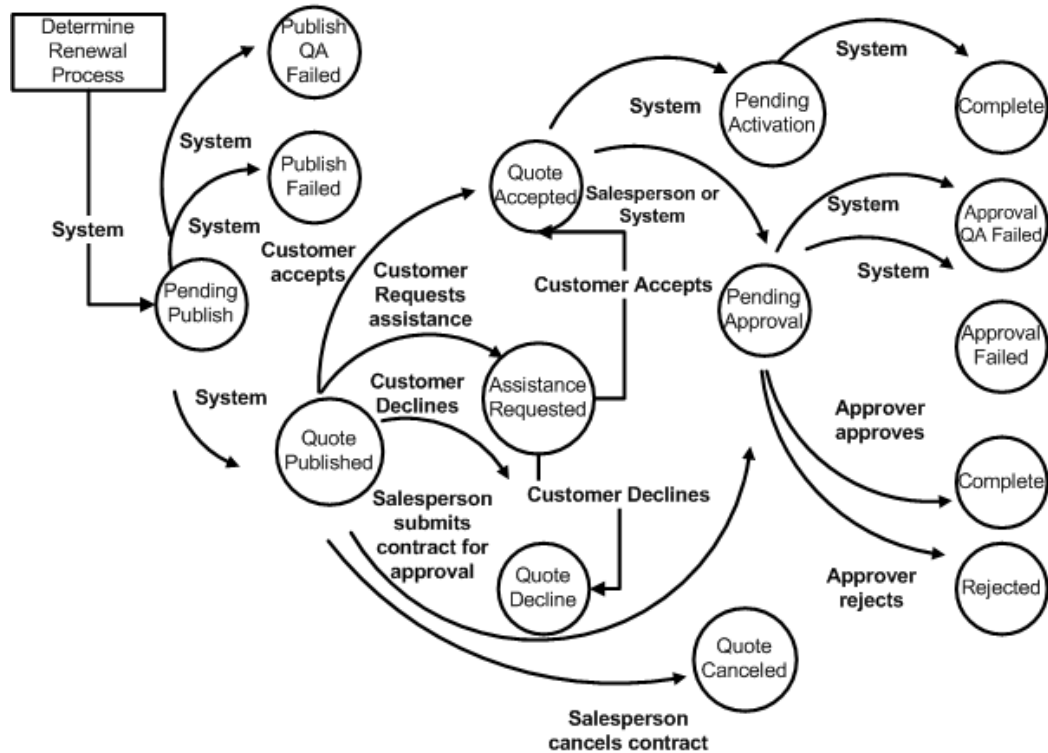 Determine
Renewal
Process
Publish
QA
Failed
System
Complete
System
Pending
Activation
System
Publish
Failed
Quote
Accepted
Salesperson or
System
System
Approval
QA Failed
System
System
Customer
accepts
Customer
Requests
assistance
Customer Accepts
System
Pending
Publish
Pending
Approval
Approval
Failed
System
Customer
Declines
Assistance
Requested
Approver
approves
Quote
Published
Complete
Salesperson
submits
contract for
approval
Customer Declines
Quote
Decline
Approver
rejects
Rejected
Quote
Canceled
Salesperson
cancels contract